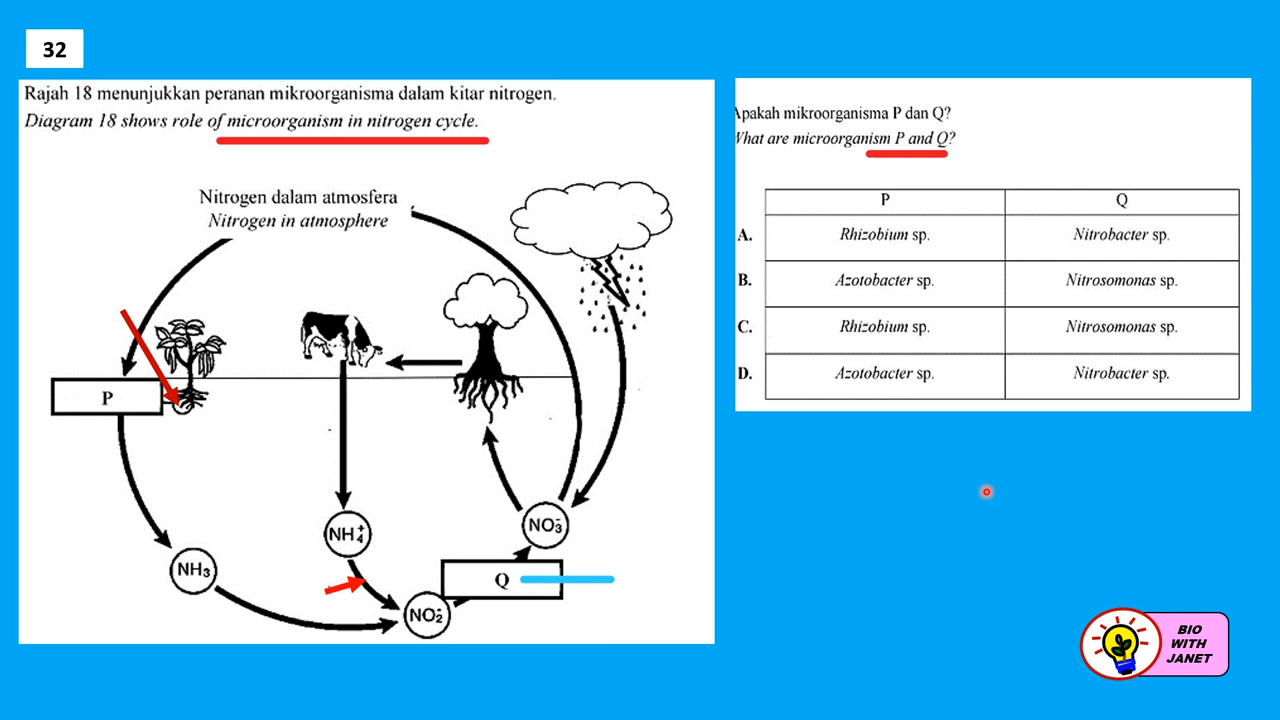 32
Rajah 18 menunjukkan peranan mikroorganisma dalam kitar nitrogen.
Diagram 18 shows role of microorganism in nitrogen cycle.
Nitrogen dalam atmosfera
Nitrogen in atmosphere
P
NH₃
NH₄⁺
NO₂⁻
Q
NO₃⁻
Apakah mikroorganisma P dan Q?
What are microorganism P and Q?
P Q
A. Rhizobium sp. Nitrobacter sp.
B. Azotobacter sp. Nitrosomonas sp.
C. Rhizobium sp. Nitrosomonas sp.
D. Azotobacter sp. Nitrobacter sp.
BIO
WITH
JANET